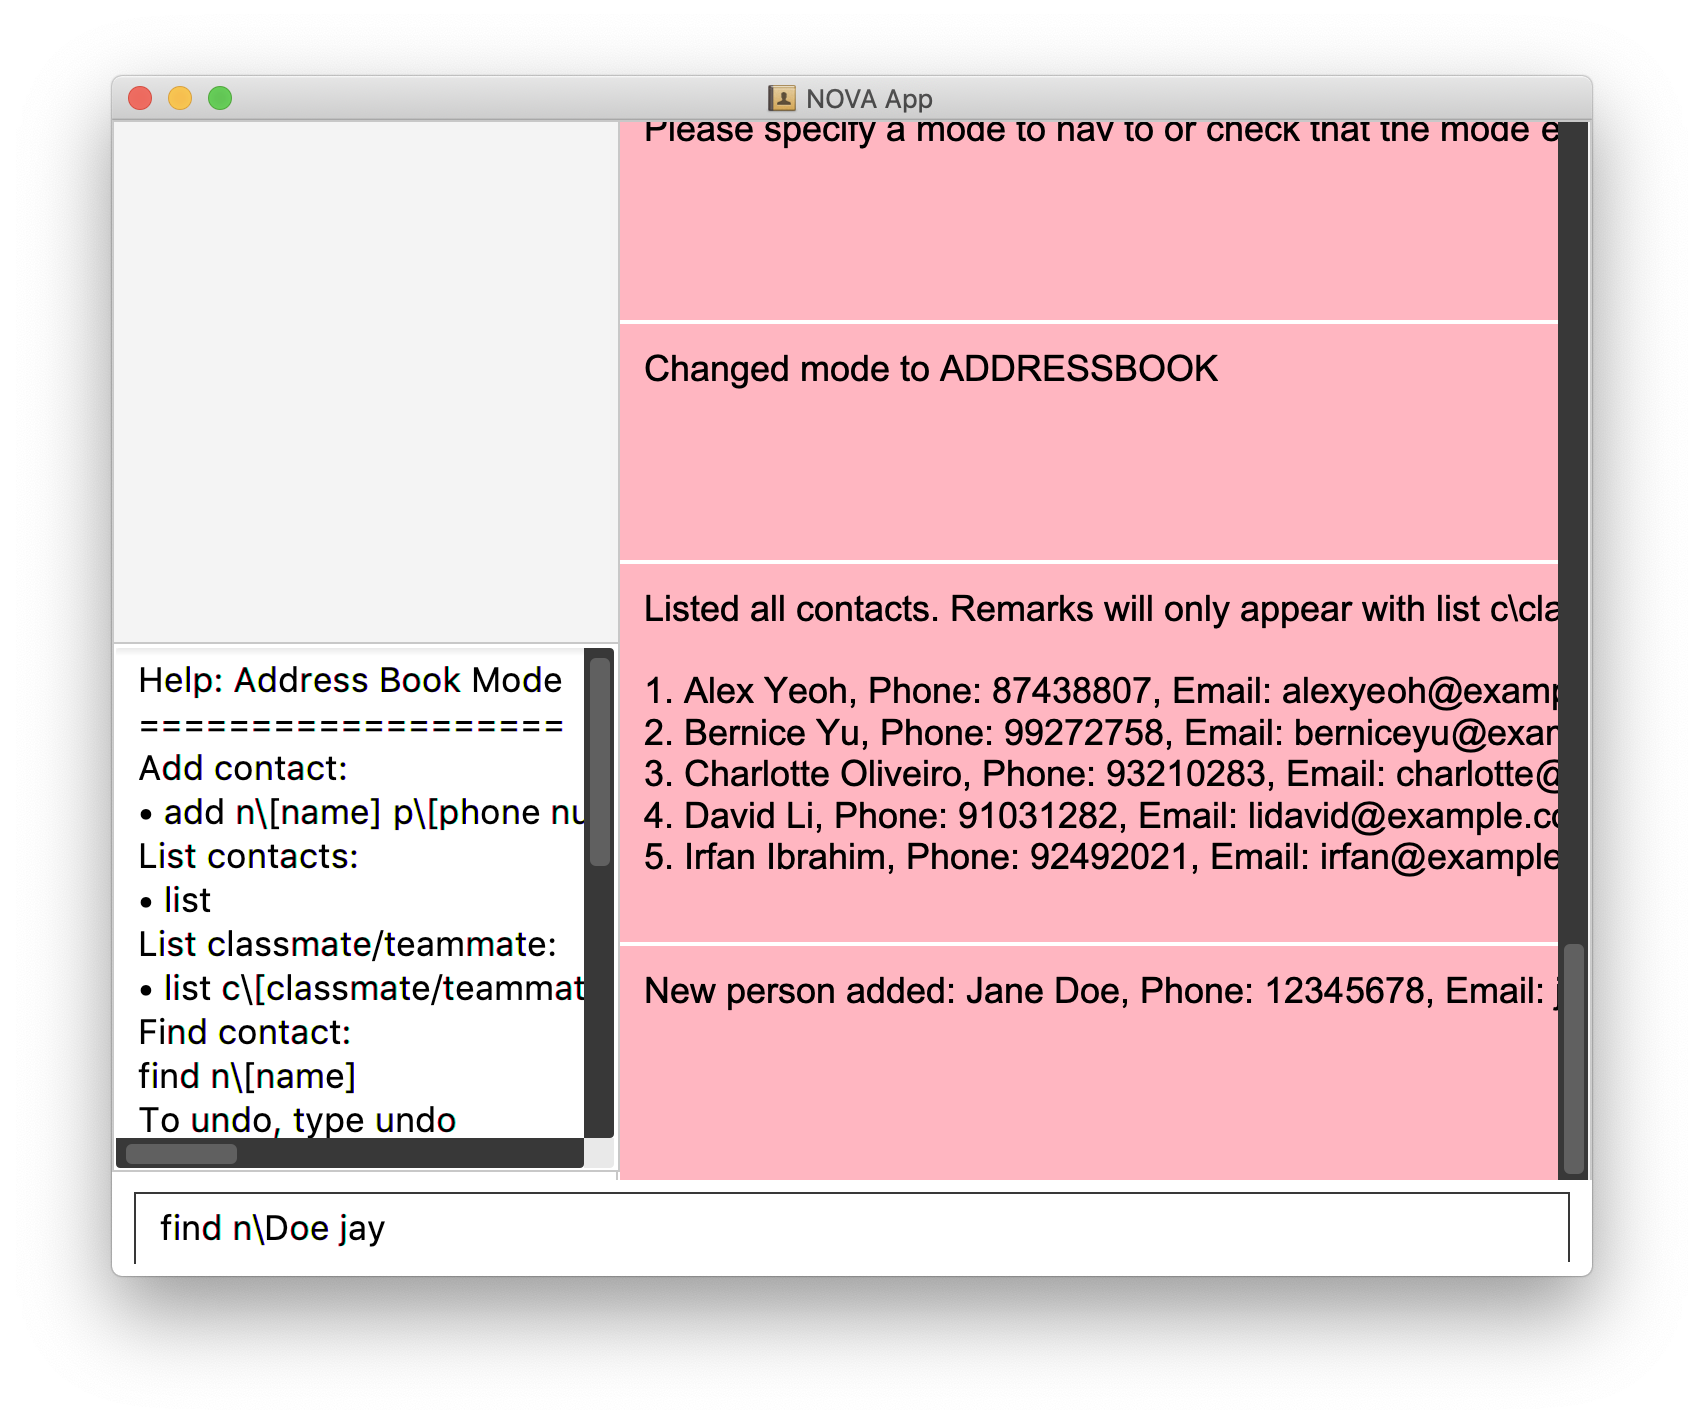 NOVA App
Please specify a mode to nav to or check that the mode e
Changed mode to ADDRESSBOOK
Listed all contacts. Remarks will only appear with list c\cla
1. Alex Yeoh, Phone: 87438807, Email: alexyeoh@examp
2. Bernice Yu, Phone: 99272758, Email: berniceyu@exam
3. Charlotte Oliveiro, Phone: 93210283, Email: charlotte@
4. David Li, Phone: 91031282, Email: lidavid@example.co
5. Irfan Ibrahim, Phone: 92492021, Email: irfan@example
New person added: Jane Doe, Phone: 12345678, Email: j
Help: Address Book Mode
===================
Add contact:
• add n\[name] p\[phone nu
List contacts:
• list
List classmate/teammate:
• list c\[classmate/teammat
Find contact:
find n\[name]
To undo, type undo
find n\Doe jay